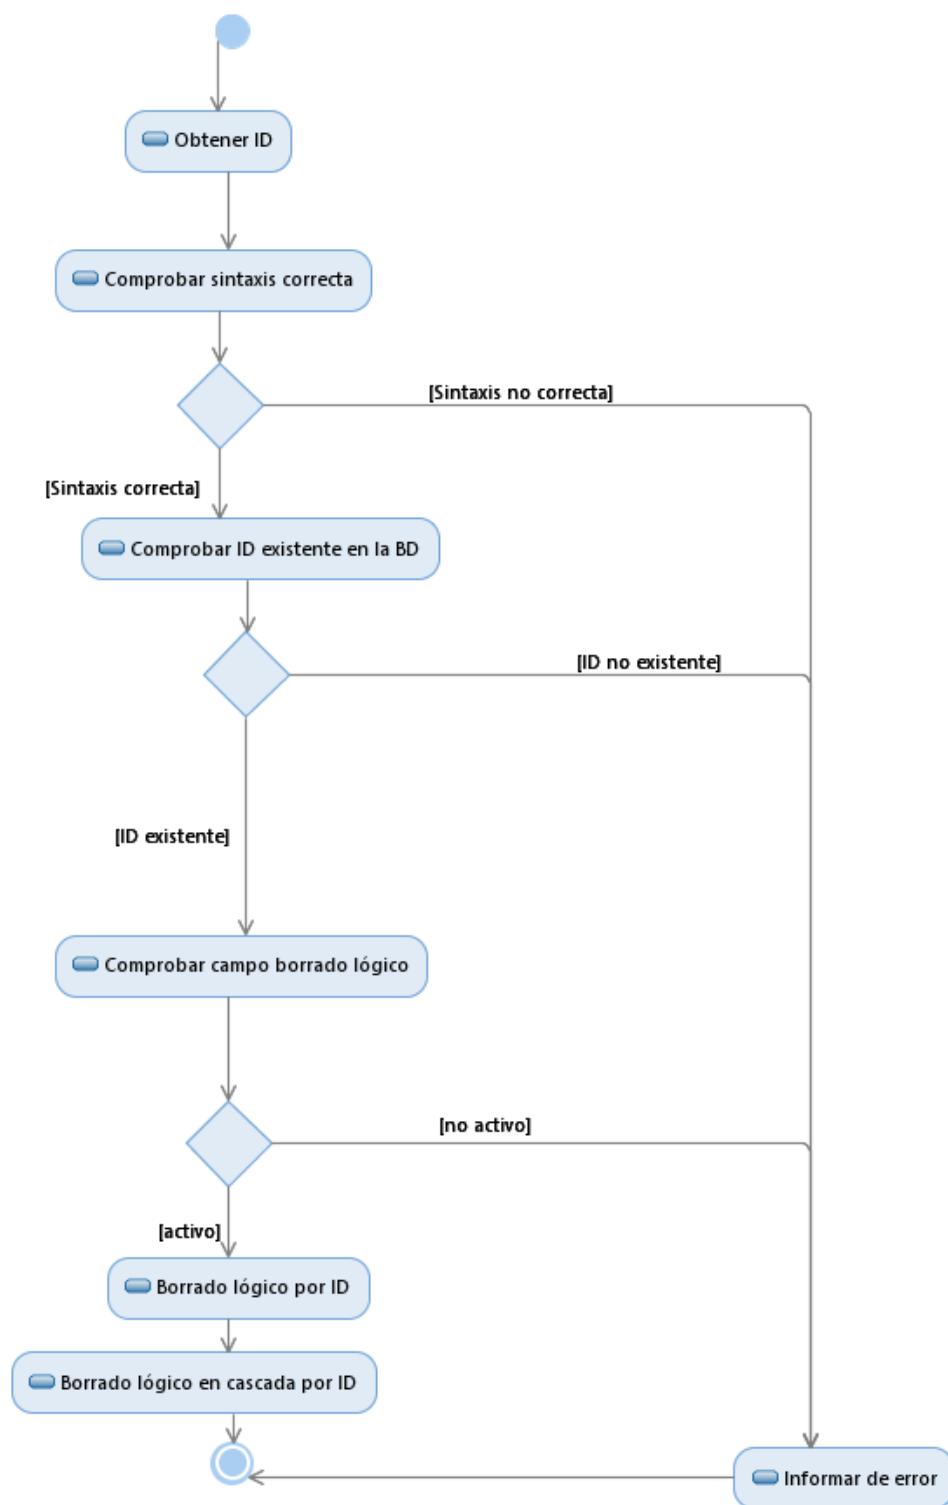 Obtener ID
Comprobar sintaxis correcta
[Sintaxis no correcta]
[Sintaxis correcta]
Comprobar ID existente en la BD
[ID no existente]
[ID existente]
Comprobar campo borrado lógico
[no activo]
[activo]
Borrado lógico por ID
Borrado lógico en cascada por ID
Informar de error